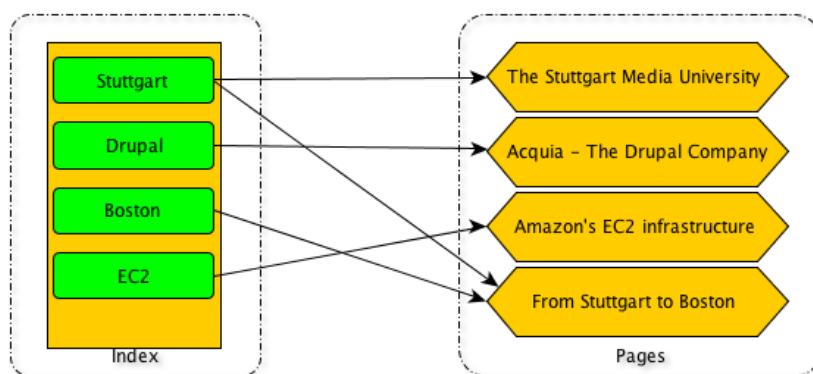 Stuttgart
Drupal
Boston
EC2
Index
The Stuttgart Media University
Acquia - The Drupal Company
Amazon's EC2 infrastructure
From Stuttgart to Boston
Pages